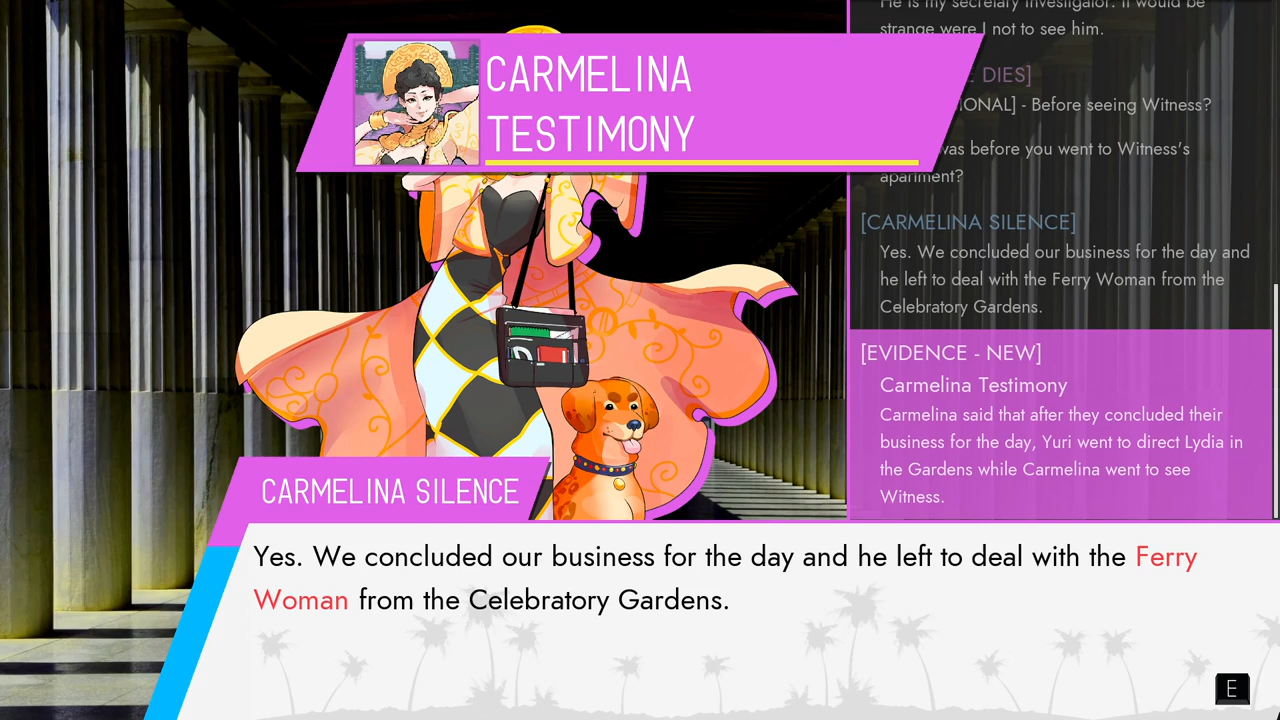 He is my secretary investigator. It would be
strange were I not to see him.
CARMELINA
TESTIMONY
DIES]
IONAL] - Before seeing Witness?
was before you went to Witness's
apartment?
[CARMELINA SILENCE]
Yes. We concluded our business for the day and
he left to deal with the Ferry Woman from the
Celebratory Gardens.
[EVIDENCE - NEW]
Carmelina Testimony
Carmelina said that after they concluded their
business for the day, Yuri went to direct Lydia in
the Gardens while Carmelina went to see
Witness.
CARMELINA SILENCE
Yes. We concluded our business for the day and he left to deal with the Ferry
Woman from the Celebratory Gardens.
E